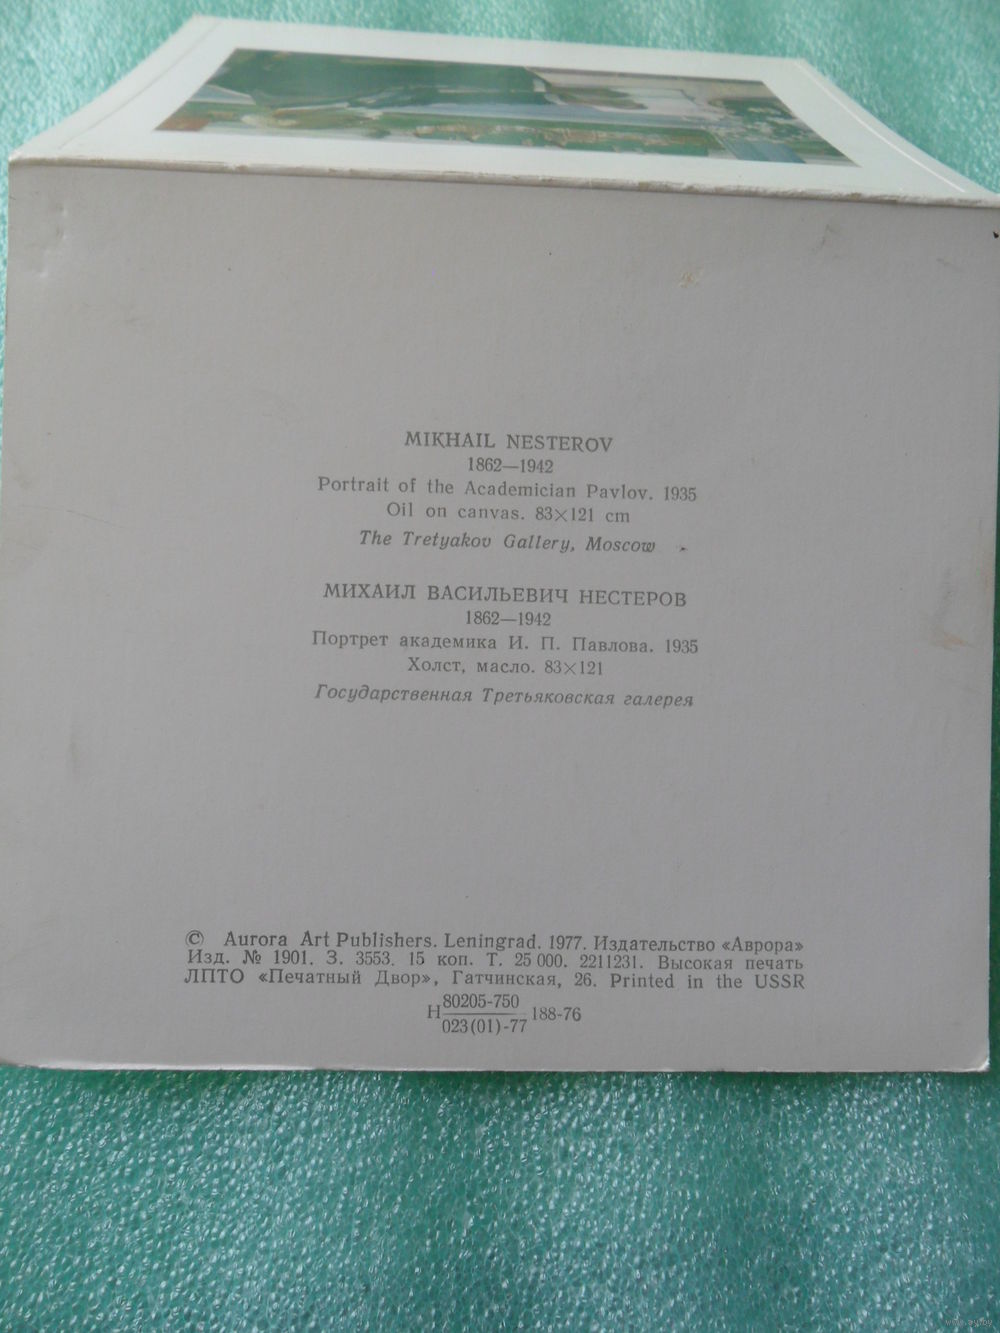 MIKHAIL NESTEROV
1862—1942
Portrait of the Academician Pavlov. 1935
Oil on canvas. 83×121 cm
The Tretyakov Gallery, Moscow
МИХАИЛ ВАСИЛЬЕВИЧ НЕСТЕРОВ
1862—1942
Портрет академика И. П. Павлова. 1935
Холст, масло. 83×121
Государственная Третьяковская галерея
© Aurora Art Publishers. Leningrad. 1977. Издательство «Аврора»
Изд. № 1901. З. 3553. 15 коп. Т. 25 000. 2211231. Высокая печать
ЛПТО «Печатный Двор», Гатчинская, 26. Printed in the USSR
Н 80205-750
023(01)-77 188-76
www.ay.by